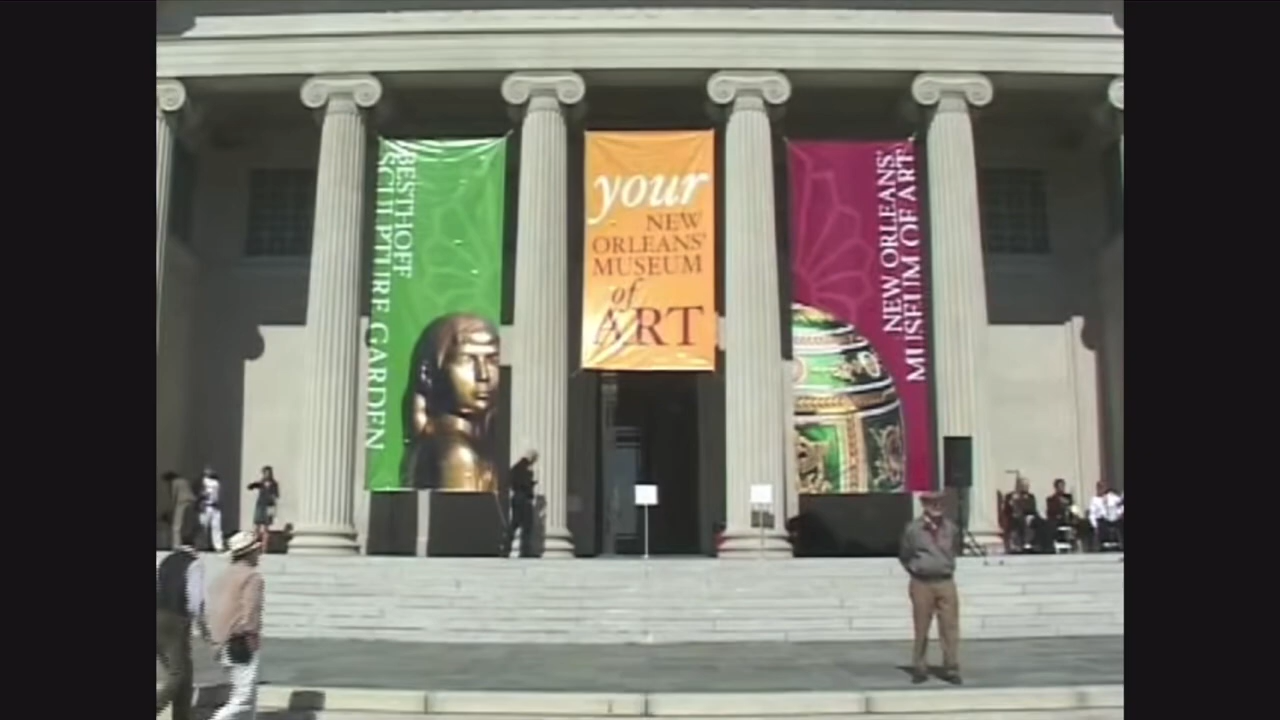 BESTHOFF
SCULPTURE GARDEN
your
NEW
ORLEANS'
MUSEUM
of
ART
NEW ORLEANS'
MUSEUM OF ART